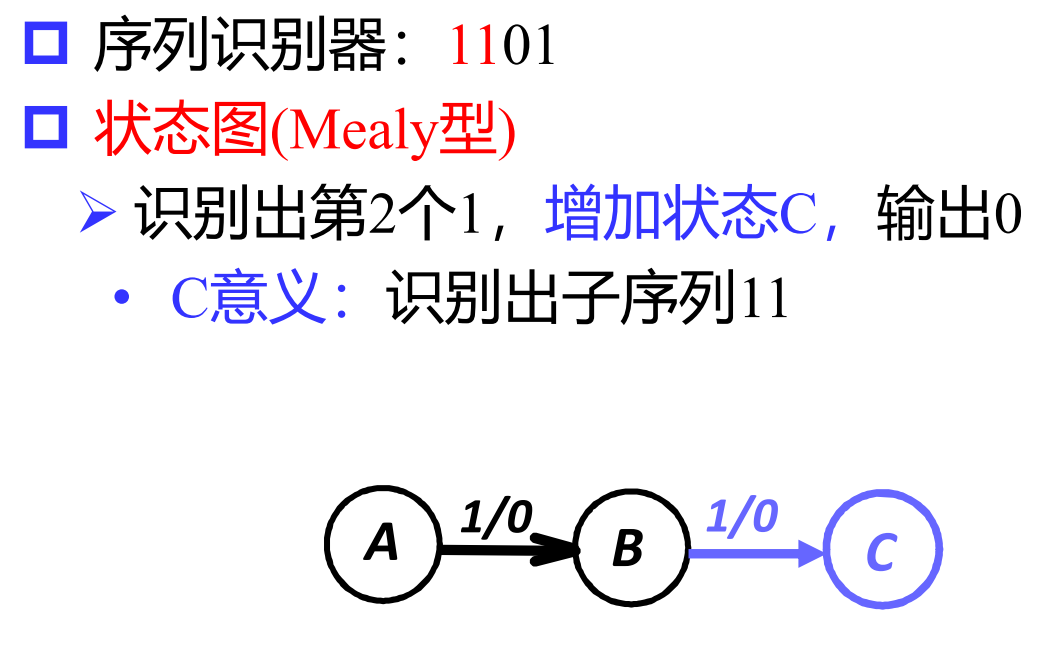 序列识别器：1101
状态图(Mealy型)
识别出第2个1，增加状态C，输出0
• C意义：识别出子序列11
1/0 1/0
A B C